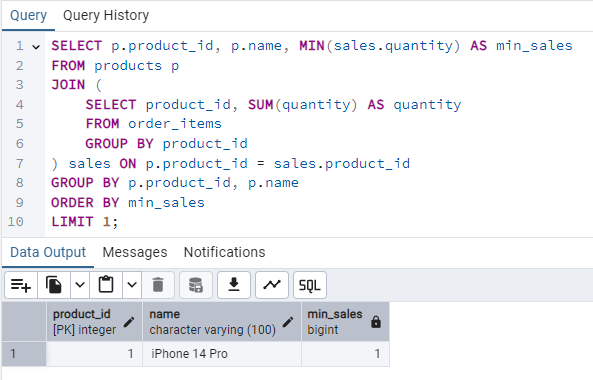 Query Query History
1 SELECT p.product_id, p.name, MIN(sales.quantity) AS min_sales
2 FROM products p
3 JOIN (
4 SELECT product_id, SUM(quantity) AS quantity
5 FROM order_items
6 GROUP BY product_id
7 ) sales ON p.product_id = sales.product_id
8 GROUP BY p.product_id, p.name
9 ORDER BY min_sales
10 LIMIT 1;
Data Output Messages Notifications
SQL
product_id name min_sales
[PK] integer character varying (100) bigint
1 1 iPhone 14 Pro 1